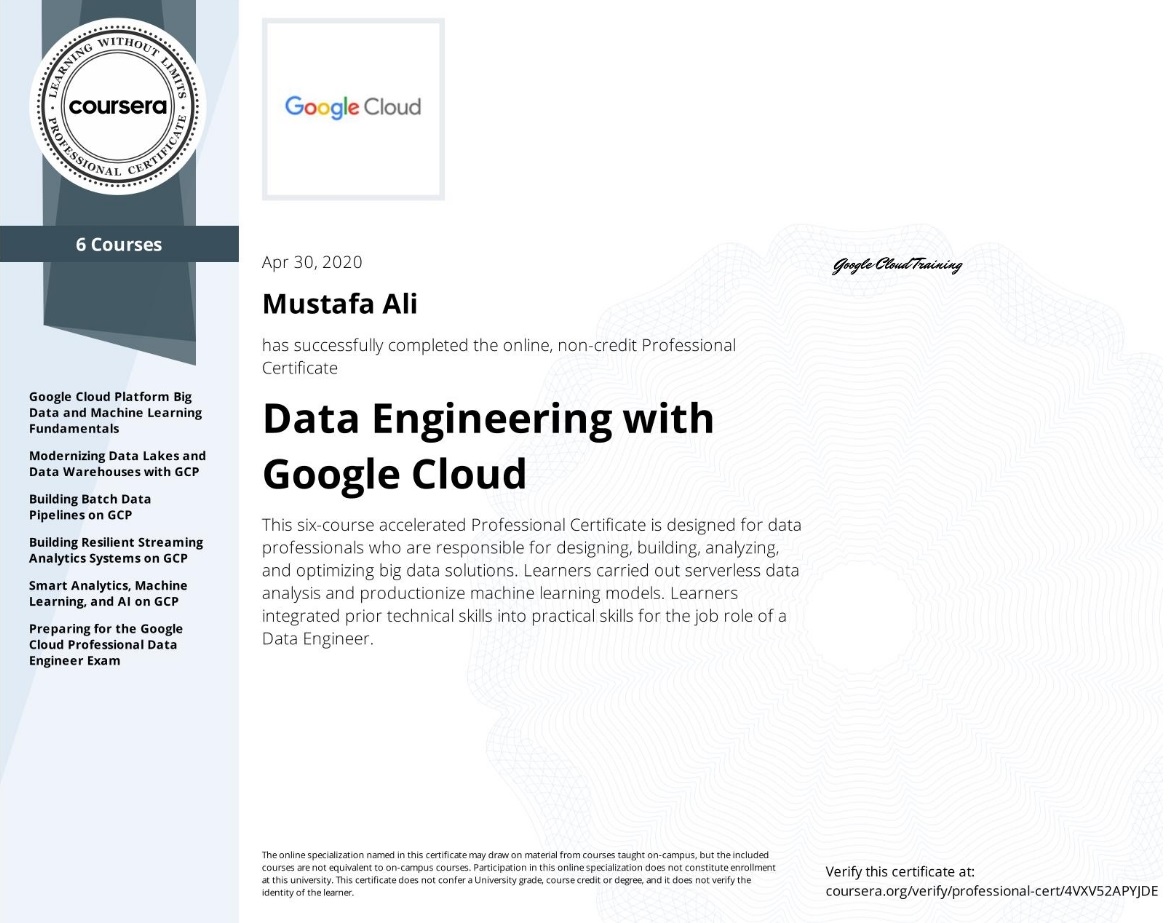 LEARNING WITHOUT LIMITS
coursera
PROFESSIONAL CERTIFICATE
6 Courses
Google Cloud Platform Big
Data and Machine Learning
Fundamentals
Modernizing Data Lakes and
Data Warehouses with GCP
Building Batch Data
Pipelines on GCP
Building Resilient Streaming
Analytics Systems on GCP
Smart Analytics, Machine
Learning, and AI on GCP
Preparing for the Google
Cloud Professional Data
Engineer Exam
Google Cloud
Apr 30, 2020
Mustafa Ali
has successfully completed the online, non-credit Professional
Certificate
Data Engineering with
Google Cloud
This six-course accelerated Professional Certificate is designed for data
professionals who are responsible for designing, building, analyzing,
and optimizing big data solutions. Learners carried out serverless data
analysis and productionize machine learning models. Learners
integrated prior technical skills into practical skills for the job role of a
Data Engineer.
Google Cloud Training
The online specialization named in this certificate may draw on material from courses taught on-campus, but the included
courses are not equivalent to on-campus courses. Participation in this online specialization does not constitute enrollment
at this university. This certificate does not confer a University grade, course credit or degree, and it does not verify the
identity of the learner.
Verify this certificate at:
coursera.org/verify/professional-cert/4VXV52APYJDE